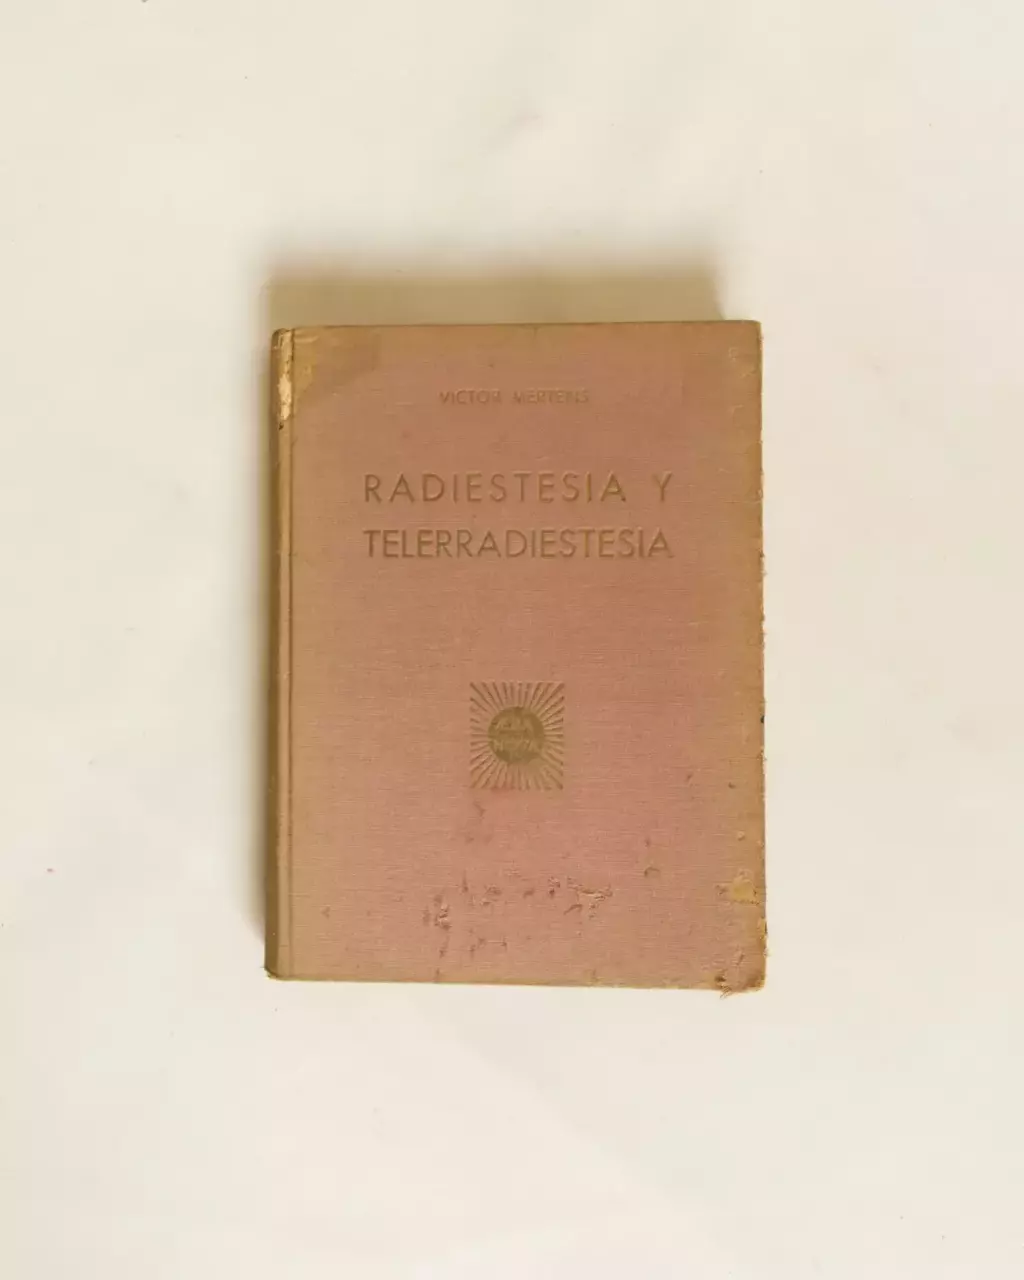 VICTOR MERTENS
RADIESTESIA Y
TELERRADIESTESIA